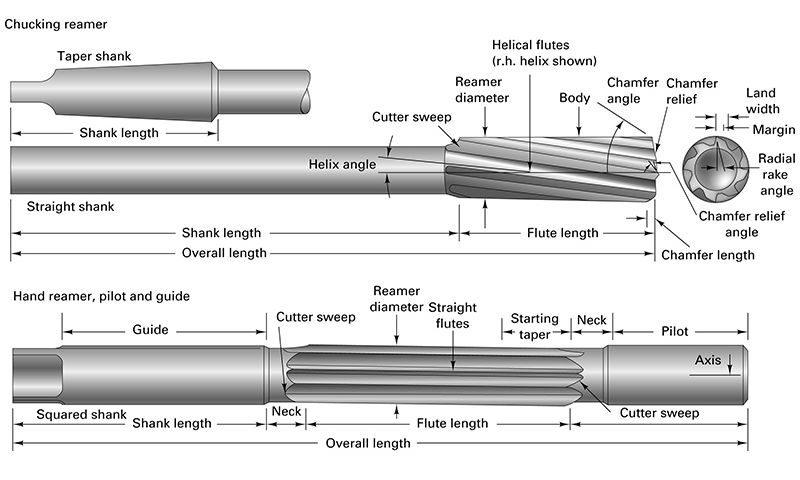 Chucking reamer
Taper shank
Shank length
Helical flutes
(r.h. helix shown)
Reamer
diameter
Body
Chamfer
angle
Chamfer
relief
Land
width
Margin
Cutter sweep
Helix angle
Radial
rake
angle
Straight shank
Chamfer relief
angle
Shank length
Flute length
Overall length
Chamfer length
Hand reamer, pilot and guide
Guide
Cutter sweep
Reamer
diameter
Straight
flutes
Starting
taper
Neck
Pilot
Axis
Squared shank
Neck
Cutter sweep
Shank length
Flute length
Overall length